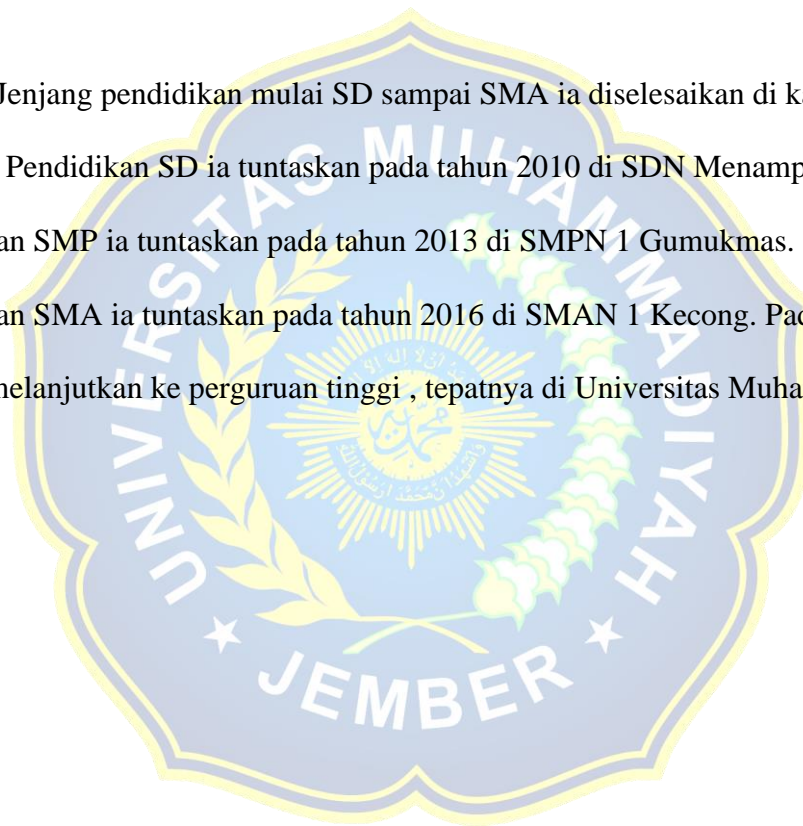 Jenjang pendidikan mulai SD sampai SMA ia diselesaikan di k
Pendidikan SD ia tuntaskan pada tahun 2010 di SDN Menamp
an SMP ia tuntaskan pada tahun 2013 di SMPN 1 Gumukmas.
an SMA ia tuntaskan pada tahun 2016 di SMAN 1 Kecong. Pad
melanjutkan ke perguruan tinggi , tepatnya di Universitas Muha
UNIVERSITAS MUHAMMADIYAH
JEMBER